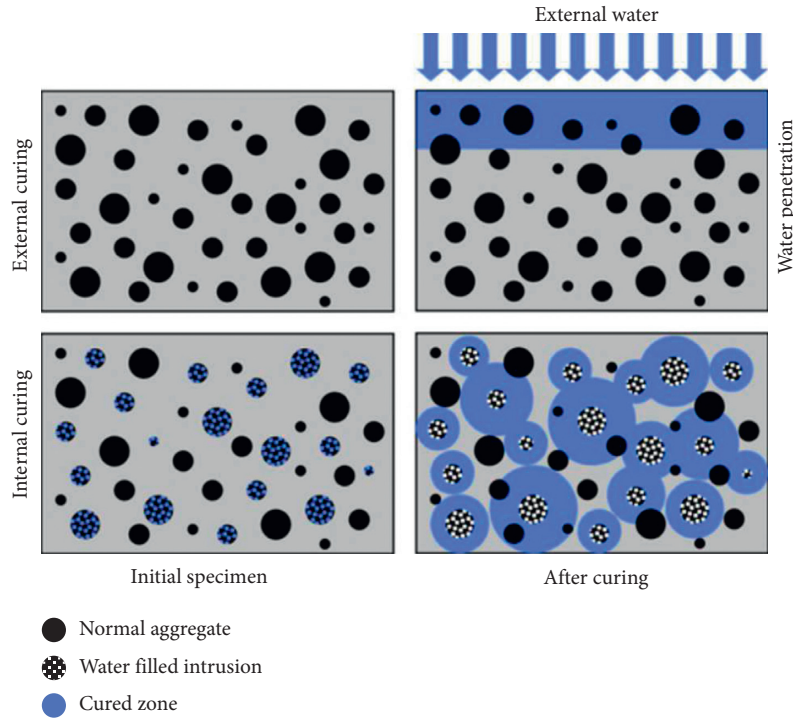 External water
External curing
Water penetration
Internal curing
Initial specimen
After curing
Normal aggregate
Water filled intrusion
Cured zone